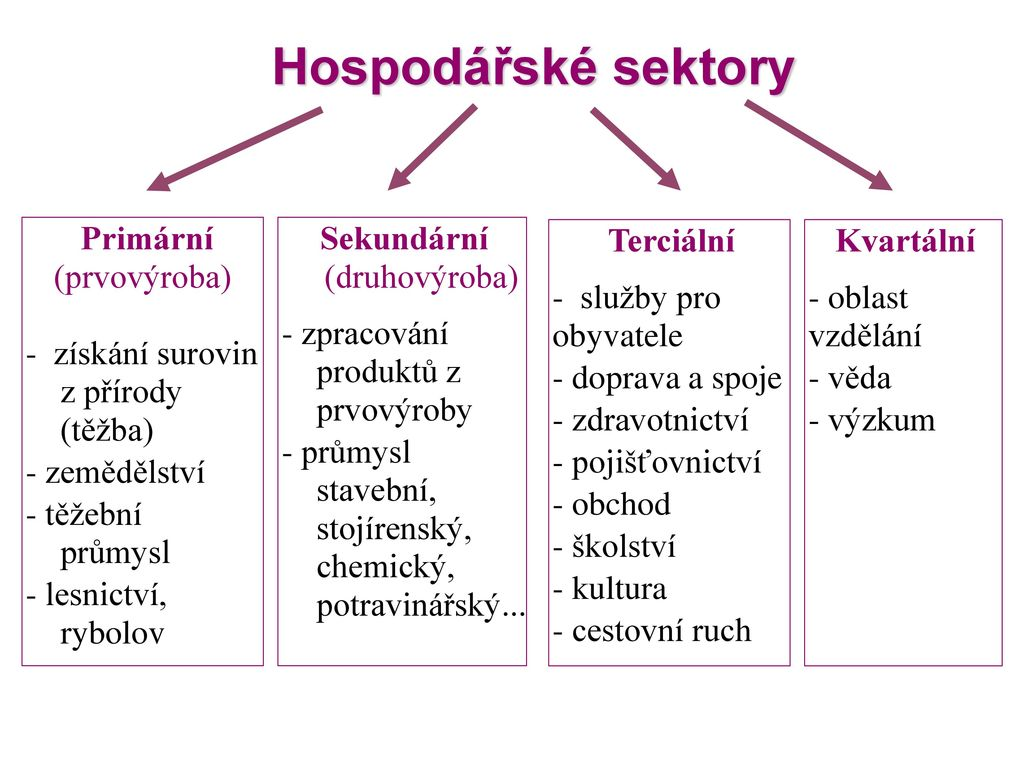 Hospodářské sektory
Primární
(prvovýroba)
- získání surovin
z přírody
(těžba)
- zemědělství
- těžební
průmysl
- lesnictví,
rybolov
Sekundární
(druhovýroba)
- zpracování
produktů z
prvovýroby
- průmysl
stavební,
stojírenský,
chemický,
potravinářský...
Terciální
- služby pro
obyvatele
- doprava a spoje
- zdravotnictví
- pojišťovnictví
- obchod
- školství
- kultura
- cestovní ruch
Kvartální
- oblast
vzdělání
- věda
- výzkum